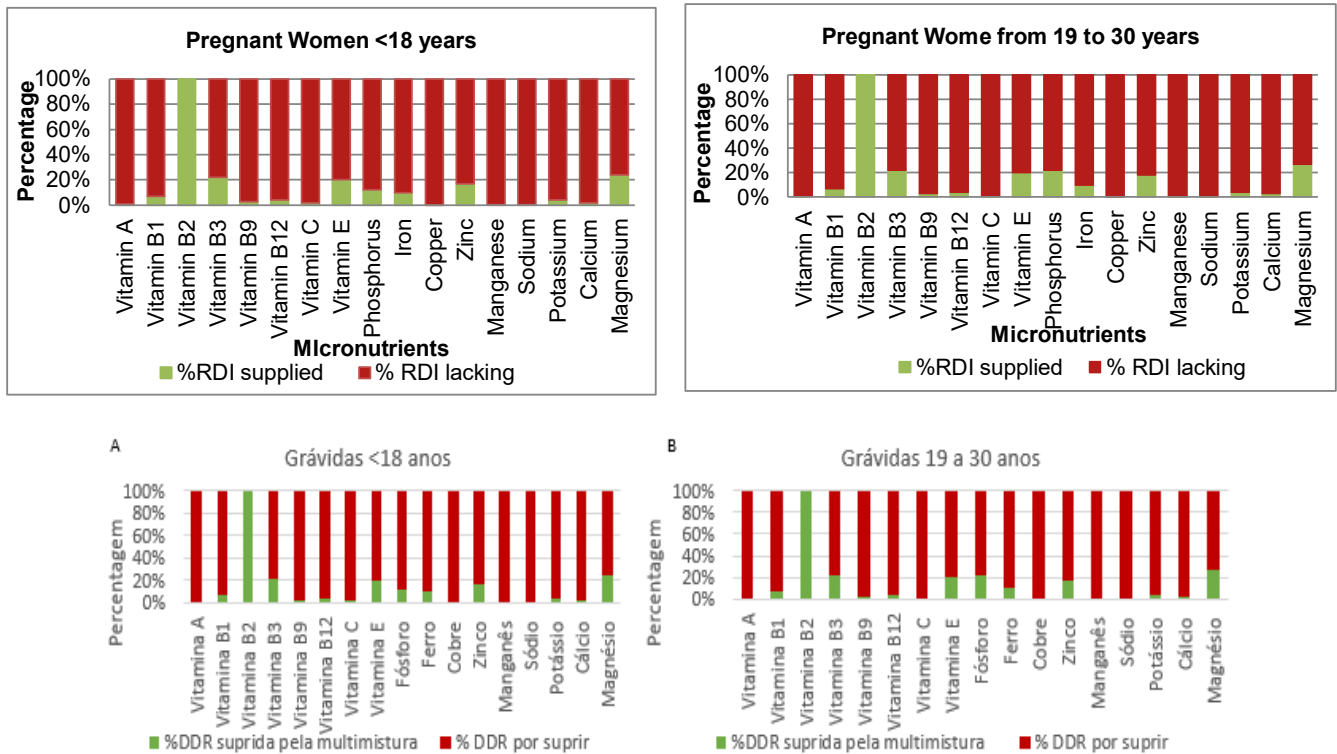 Pregnant Women <18 years
Percentage
100%
80%
60%
40%
20%
0%
Vitamin A
Vitamin B1
Vitamin B2
Vitamin B3
Vitamin B9
Vitamin B12
Vitamin C
Vitamin E
Phosphorus
Iron
Copper
Zinc
Manganese
Sodium
Potassium
Calcium
Magnesium
MIcronutrients
%RDI supplied % RDI lacking
Pregnant Wome from 19 to 30 years
Percentage
100%
80%
60%
40%
20%
0%
Vitamin A
Vitamin B1
Vitamin B2
Vitamin B3
Vitamin B9
Vitamin B12
Vitamin C
Vitamin E
Phosphorus
Iron
Copper
Zinc
Manganese
Sodium
Potassium
Calcium
Magnesium
MIcronutrients
%RDI supplied % RDI lacking
A
Grávidas <18 anos
Percentagem
100%
80%
60%
40%
20%
0%
Vitamina A
Vitamina B1
Vitamina B2
Vitamina B3
Vitamina B9
Vitamina B12
Vitamina C
Vitamina E
Fósforo
Ferro
Cobre
Zinco
Manganês
Sódio
Potássio
Cálcio
Magnésio
%DDR suprida pela multimistura % DDR por suprir
B
Grávidas 19 a 30 anos
Percentagem
100%
80%
60%
40%
20%
0%
Vitamina A
Vitamina B1
Vitamina B2
Vitamina B3
Vitamina B9
Vitamina B12
Vitamina C
Vitamina E
Fósforo
Ferro
Cobre
Zinco
Manganês
Sódio
Potássio
Cálcio
Magnésio
%DDR suprida pela multimistura % DDR por suprir